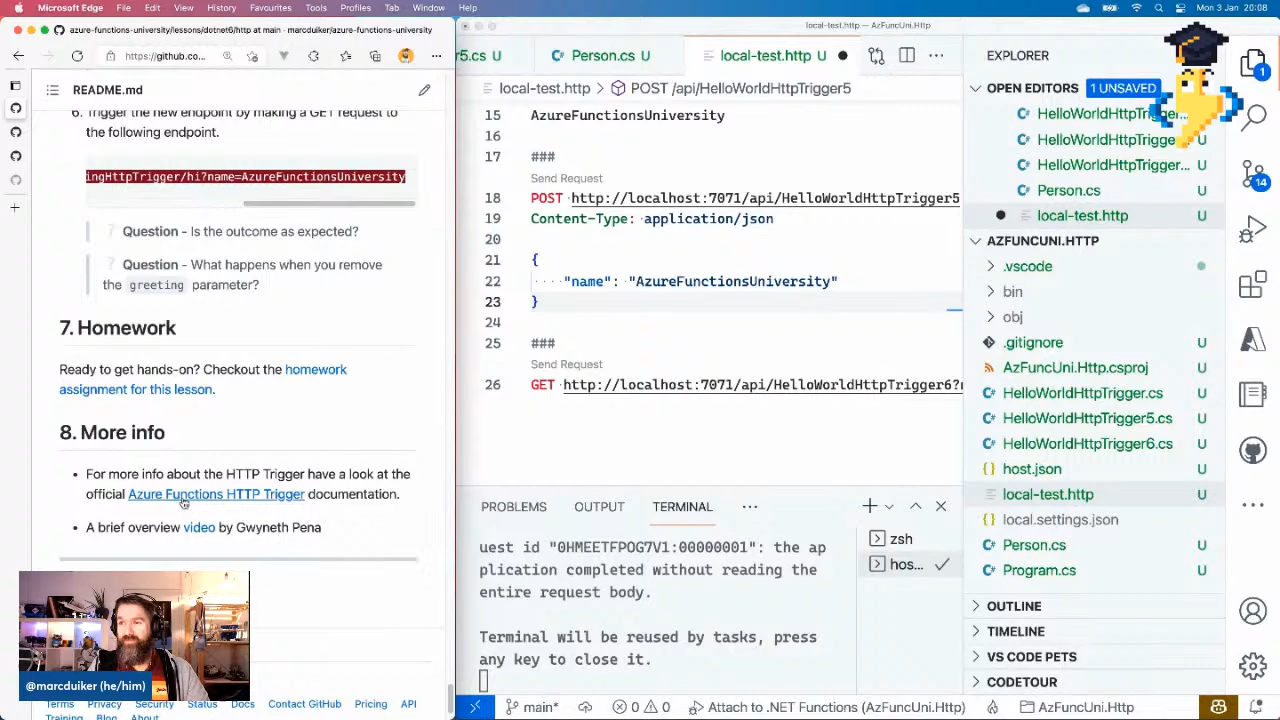 Microsoft Edge File Edit View History Favourites Tools Profiles Tab Window Help
Mon 3 Jan 20:08
azure-functions-university/lessons/dotnet6/http at main · marcduiker/azure-functions-university
https://github.co...
README.md
6. Trigger the new endpoint by making a GET request to
the following endpoint.
ingHttpTrigger/hi?name=AzureFunctionsUniversity
❔ Question - Is the outcome as expected?
❔ Question - What happens when you remove
the greeting parameter?
7. Homework
Ready to get hands-on? Checkout the homework
assignment for this lesson.
8. More info
• For more info about the HTTP Trigger have a look at the
official Azure Functions HTTP Trigger documentation.
• A brief overview video by Gwyneth Pena
@marcduiker (he/him)
Terms Privacy Security Status Docs Contact GitHub Pricing API
Training Blog About
local-test.http — AzFuncUni.Http
r5.cs U Person.cs U local-test.http U
local-test.http > POST /api/HelloWorldHttpTrigger5
15 AzureFunctionsUniversity
16
17 ###
Send Request
18 POST http://localhost:7071/api/HelloWorldHttpTrigger5
19 Content-Type: application/json
20
21 {
22 "name": "AzureFunctionsUniversity"
23 }
24
25 ###
Send Request
26 GET http://localhost:7071/api/HelloWorldHttpTrigger6?
PROBLEMS OUTPUT TERMINAL ...
uest id "0HMEETFPOG7V1:00000001": the ap
plication completed without reading the
entire request body.
Terminal will be reused by tasks, press
any key to close it.
zsh
hos...
EXPLORER
OPEN EDITORS 1 UNSAVED
HelloWorldHttpTrigger...
HelloWorldHttpTrigge... U
HelloWorldHttpTrigger... U
Person.cs U
local-test.http U
AZFUNCUNI.HTTP
.vscode
bin
obj
.gitignore U
AzFuncUni.Http.csproj U
HelloWorldHttpTrigger.cs U
HelloWorldHttpTrigger5.cs U
HelloWorldHttpTrigger6.cs U
host.json U
local-test.http U
local.settings.json
Person.cs U
Program.cs U
OUTLINE
TIMELINE
VS CODE PETS
CODETOUR
1
14
main* 0 0 Attach to .NET Functions (AzFuncUni.Http) AzFuncUni.Http